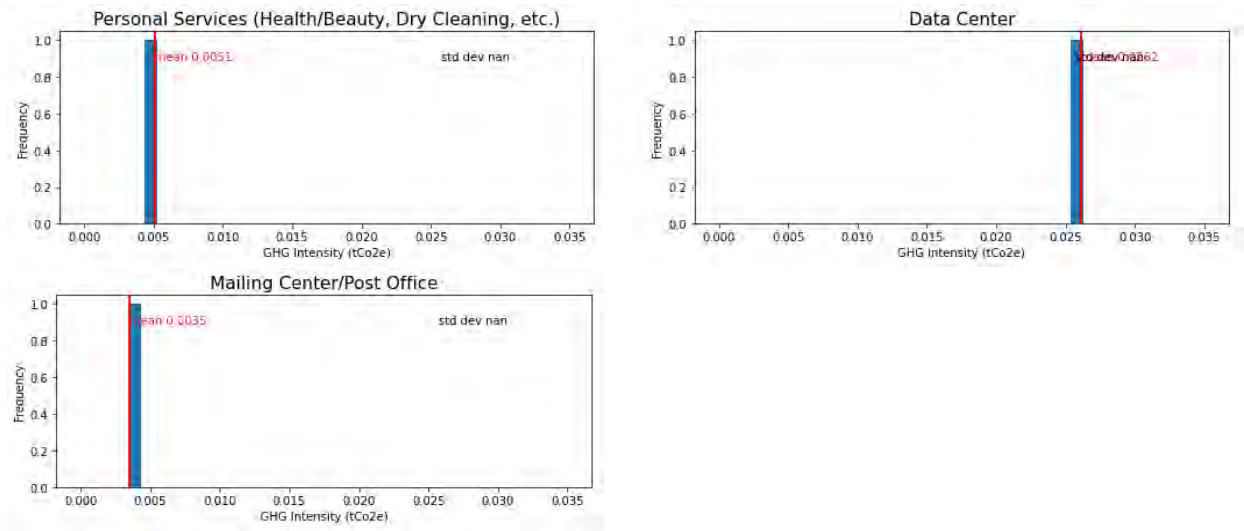 Personal Services (Health/Beauty, Dry Cleaning, etc.)
1.0
mean 0.0051
std dev nan
0.8
0.6
0.4
0.2
0.0
Frequency
0.000 0.005 0.010 0.015 0.020 0.025 0.030 0.035
GHG Intensity (tCo2e)
Data Center
1.0
std dev nan
0.8
0.6
0.4
0.2
0.0
Frequency
0.000 0.005 0.010 0.015 0.020 0.025 0.030 0.035
GHG Intensity (tCo2e)
Mailing Center/Post Office
1.0
mean 0.0035
std dev nan
0.8
0.6
0.4
0.2
0.0
Frequency
0.000 0.005 0.010 0.015 0.020 0.025 0.030 0.035
GHG Intensity (tCo2e)